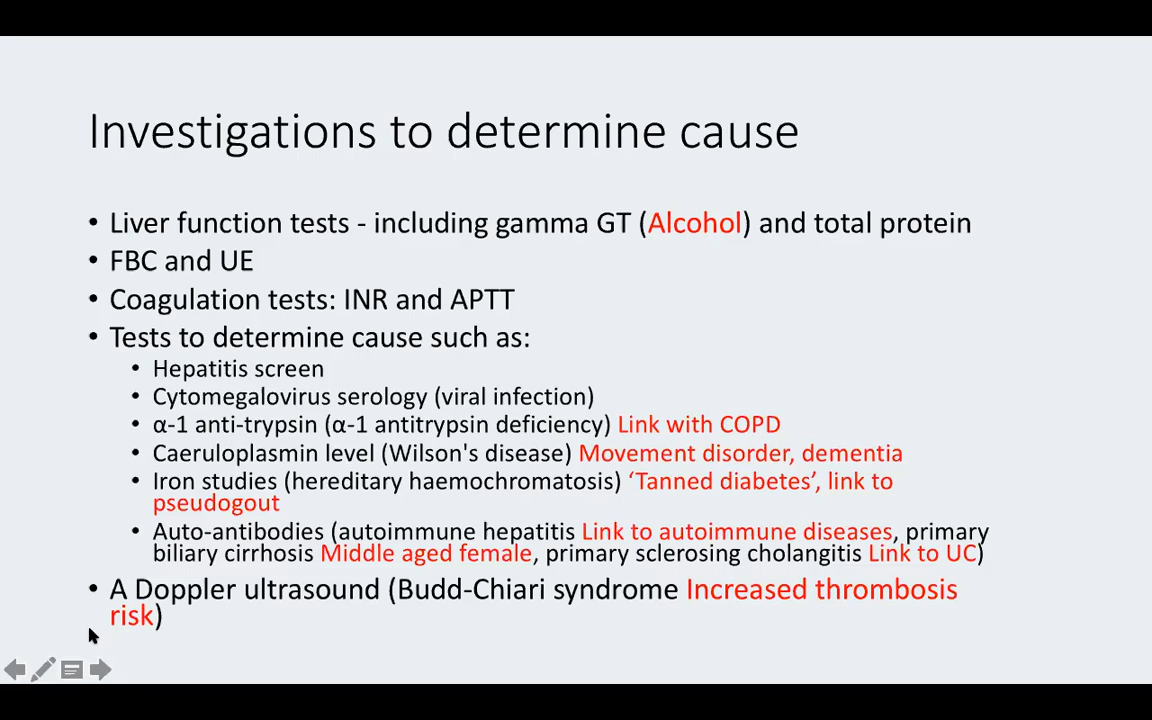 Investigations to determine cause
• Liver function tests - including gamma GT (Alcohol) and total protein
• FBC and UE
• Coagulation tests: INR and APTT
• Tests to determine cause such as:
• Hepatitis screen
• Cytomegalovirus serology (viral infection)
• α-1 anti-trypsin (α-1 antitrypsin deficiency) Link with COPD
• Caeruloplasmin level (Wilson's disease) Movement disorder, dementia
• Iron studies (hereditary haemochromatosis) ‘Tanned diabetes’, link to
pseudogout
• Auto-antibodies (autoimmune hepatitis Link to autoimmune diseases, primary
biliary cirrhosis Middle aged female, primary sclerosing cholangitis Link to UC)
• A Doppler ultrasound (Budd-Chiari syndrome Increased thrombosis
risk)